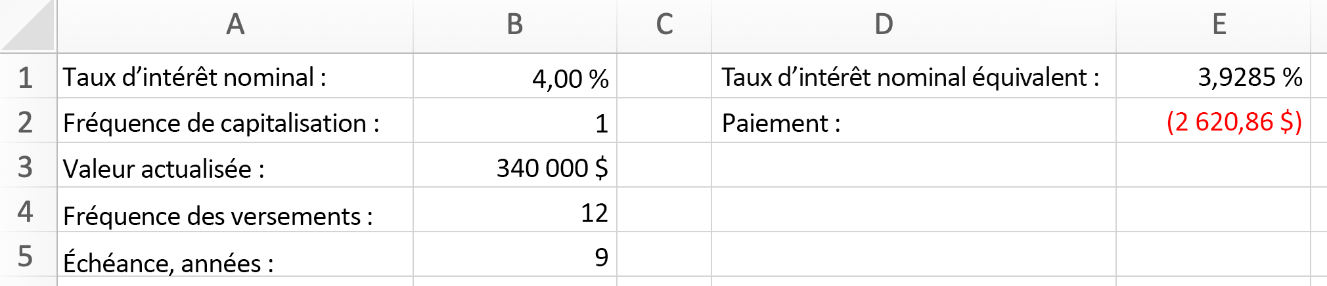 A B C D E
1 Taux d’intérêt nominal : 4,00 % Taux d’intérêt nominal équivalent : 3,9285 %
2 Fréquence de capitalisation : 1 Paiement : (2 620,86 $)
3 Valeur actualisée : 340 000 $
4 Fréquence des versements : 12
5 Échéance, années : 9